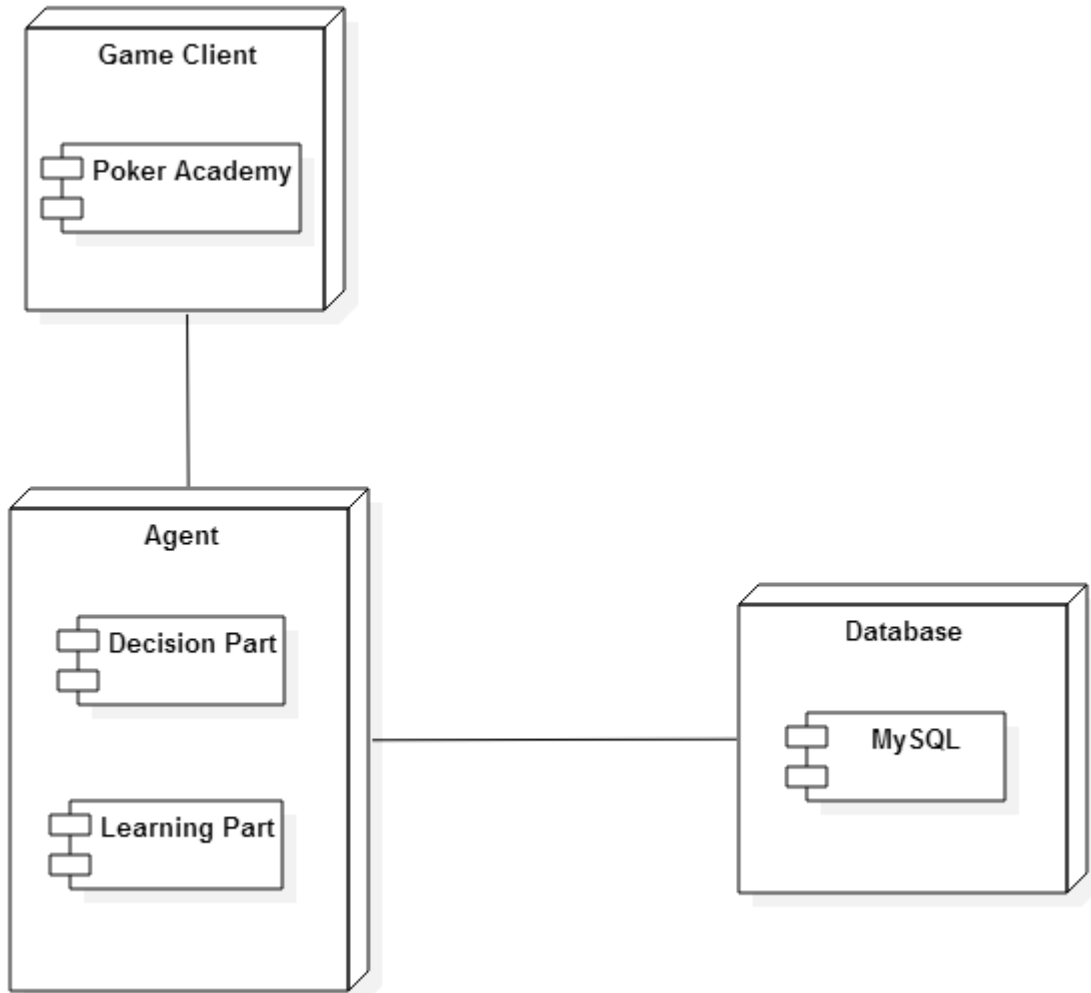 Game Client
Poker Academy
Agent
Decision Part
Learning Part
Database
MySQL